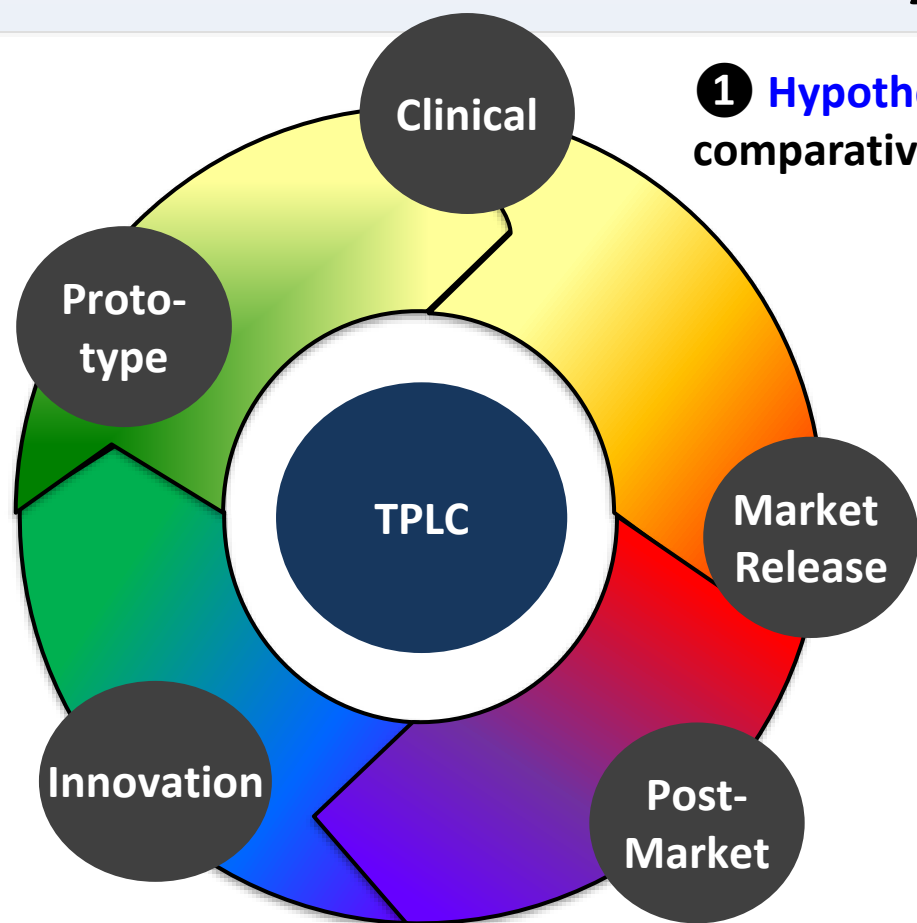 Clinical
❶ Hypothe
comparativ
Proto-
type
TPLC
Market
Release
Innovation
Post-
Market